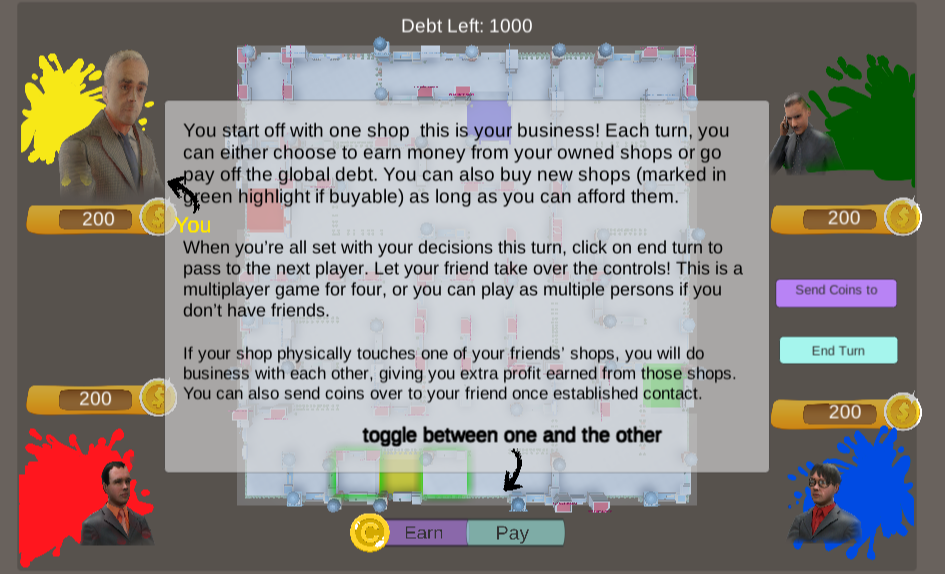 Debt Left: 1000
You start off with one shop  this is your business! Each turn, you
can either choose to earn money from your owned shops or go
pay off the global debt. You can also buy new shops (marked in
green highlight if buyable) as long as you can afford them.
200
200
You
When you're all set with your decisions this turn, click on end turn to
pass to the next player. Let your friend take over the controls! This is a
multiplayer game for four, or you can play as multiple persons if you
don't have friends.
Send Coins to
End Turn
If your shop physically touches one of your friends' shops, you will do
business with each other, giving you extra profit earned from those shops.
You can also send coins over to your friend once established contact.
200
200
toggle between one and the other
Earn
Pay